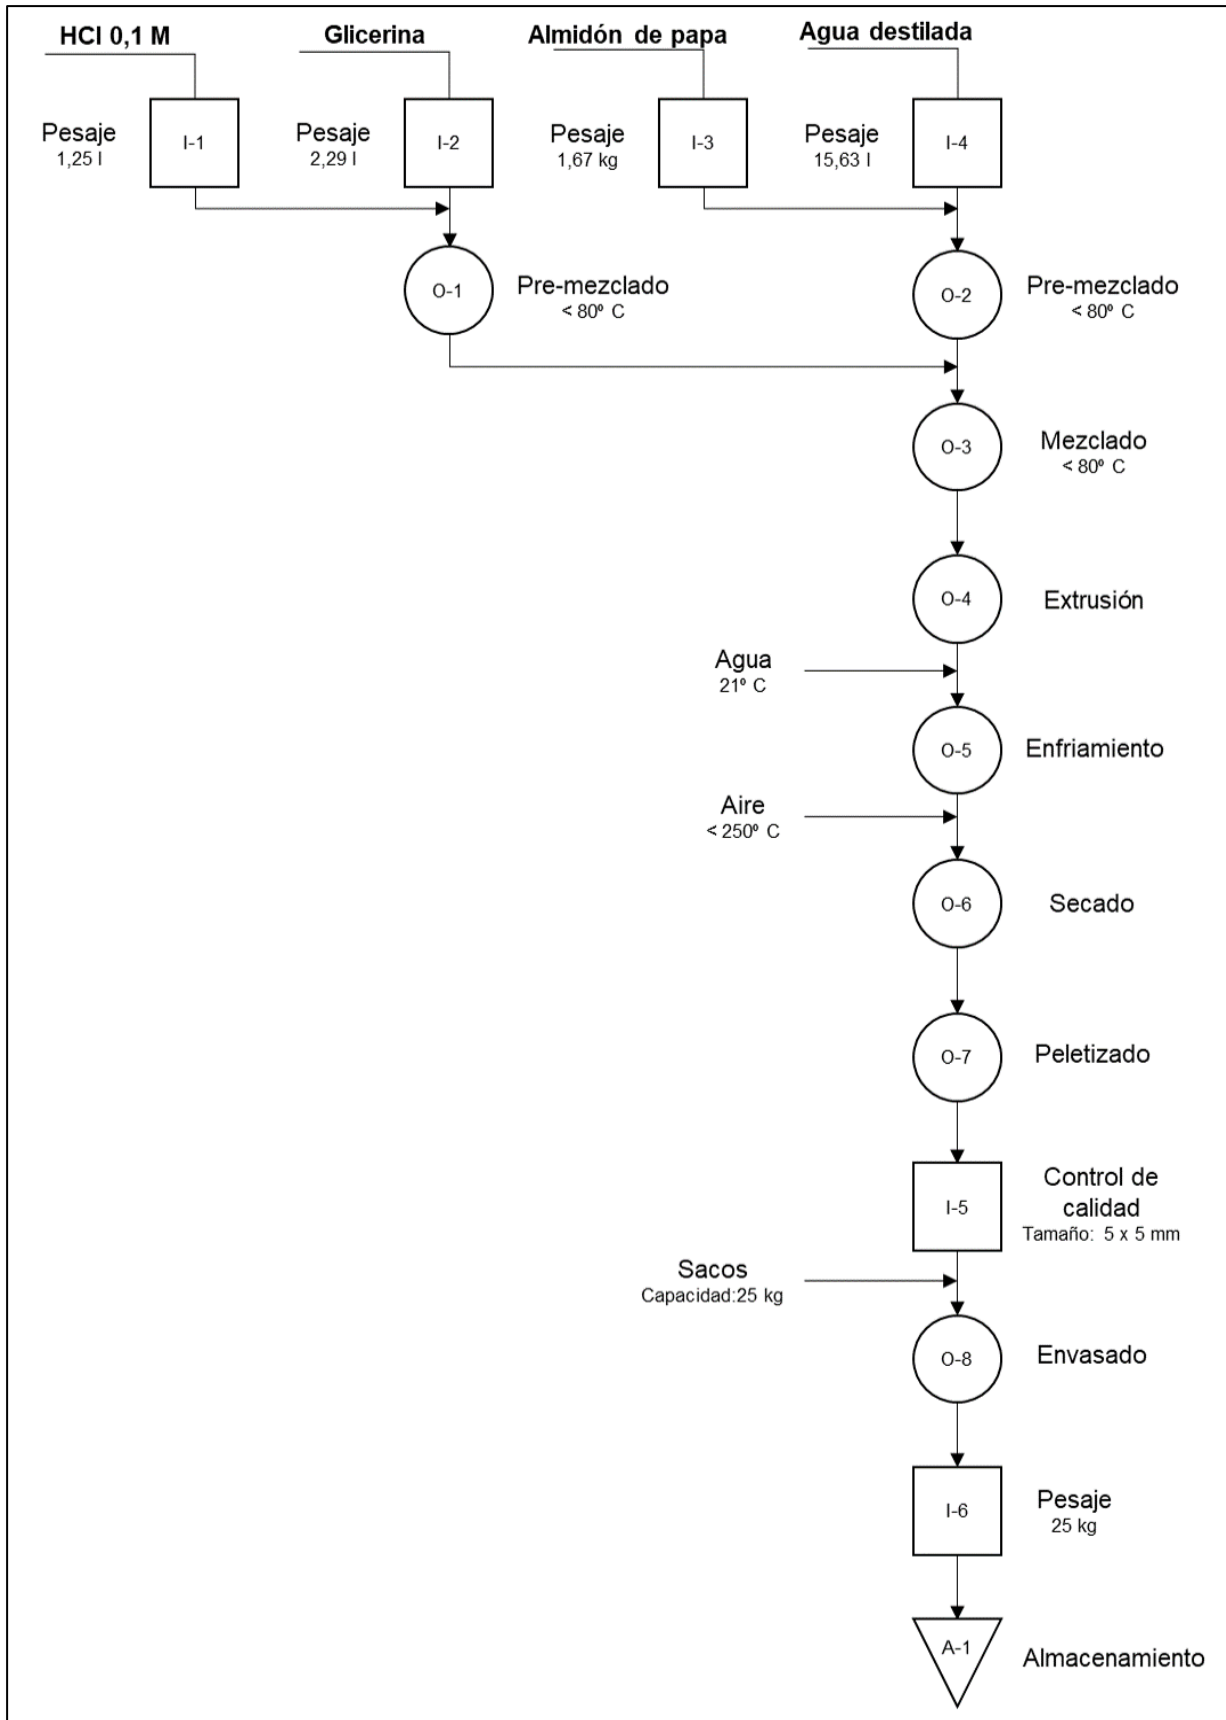 HCl 0,1 M
Glicerina
Almidón de papa
Agua destilada
Pesaje
1,25 l
I-1
Pesaje
2,29 l
I-2
Pesaje
1,67 kg
I-3
Pesaje
15,63 l
I-4
O-1
Pre-mezclado
< 80º C
O-2
Pre-mezclado
< 80º C
O-3
Mezclado
< 80º C
O-4
Extrusión
Agua
21º C
O-5
Enfriamiento
Aire
< 250º C
O-6
Secado
O-7
Peletizado
I-5
Control de
calidad
Tamaño: 5 x 5 mm
Sacos
Capacidad:25 kg
O-8
Envasado
I-6
Pesaje
25 kg
A-1
Almacenamiento